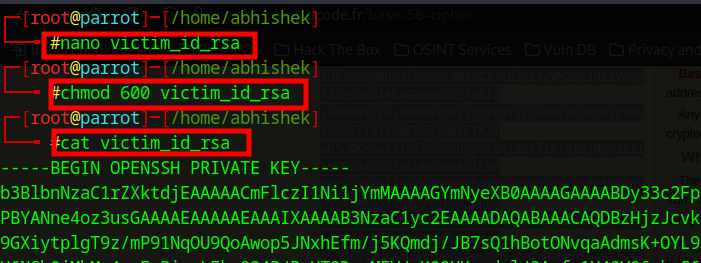 [root@parrot]-[/home/abhishek]
#nano victim_id_rsa
[root@parrot]-[/home/abhishek]
#chmod 600 victim_id_rsa
[root@parrot]-[/home/abhishek]
#cat victim_id_rsa
-----BEGIN OPENSSH PRIVATE KEY-----
b3BlbnNzaC1rZXktdjEAAAAACmFlczI1Ni1jYmMAAAAGYmNyeXB0AAAAGAAAABDy33c2Fp
PBYANne4oz3usGAAAAEAAAAAEAAAIXAAAAB3NzaC1yc2EAAAADAQABAAACAQDBzHjzJcvk
9GXiytplgT9z/mP91NqOU9QoAwop5JNxhEfm/j5KQmdj/JB7sQ1hBotONvqaAdmsK+OYL9
code.fr/base-58-cipher
Hack The Box
OSINT Services
Vuln DB
Privacy and